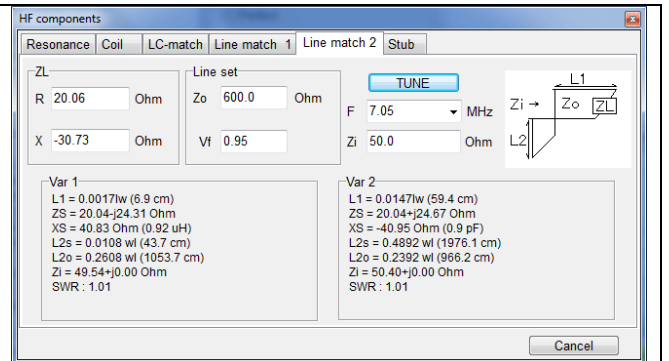 HF components
Resonance Coil LC-match Line match 1 Line match 2 Stub
ZL
R 20.06 Ohm
X -30.73 Ohm
Line set
Zo 600.0 Ohm
Vf 0.95
TUNE
F 7.05 MHz
Zi 50.0 Ohm
L1
Zi → Zo ZL
L2
Var 1
L1 = 0.0017lw (6.9 cm)
ZS = 20.04-j24.31 Ohm
XS = 40.83 Ohm (0.92 uH)
L2s = 0.0108 wl (43.7 cm)
L2o = 0.2608 wl (1053.7 cm)
Zi = 49.54+j0.00 Ohm
SWR : 1.01
Var 2
L1 = 0.0147lw (59.4 cm)
ZS = 20.04+j24.67 Ohm
XS = -40.95 Ohm (0.9 pF)
L2s = 0.4892 wl (1976.1 cm)
L2o = 0.2392 wl (966.2 cm)
Zi = 50.40+j0.00 Ohm
SWR : 1.01
Cancel